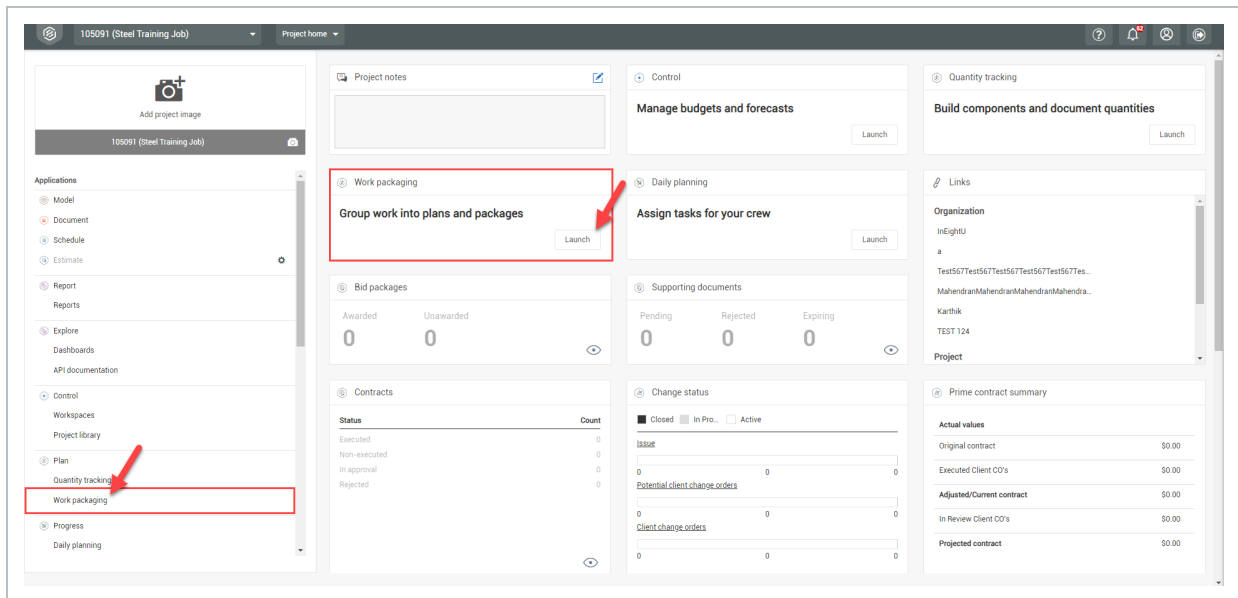 105091 (Steel Training Job)
Project home
62
Add project image
105091 (Steel Training Job)
Applications
Model
Document
Schedule
Estimate
Report
Reports
Explore
Dashboards
API documentation
Control
Workspaces
Project library
Plan
Quantity tracking
Work packaging
Progress
Daily planning
Project notes
Control
Manage budgets and forecasts
Launch
Quantity tracking
Build components and document quantities
Launch
Work packaging
Group work into plans and packages
Launch
Daily planning
Assign tasks for your crew
Launch
Links
Organization
InEightU
a
Test567Test567Test567Test567Test567Tes...
MahendranMahendranMahendranMahendra...
Karthik
TEST 124
Project
Bid packages
Awarded Unawarded
0 0
Supporting documents
Pending Rejected Expiring
0 0 0
Contracts
Status Count
Executed 0
Non-executed 0
In approval 0
Rejected 0
Change status
Closed In Pro... Active
Issue
0 0 0
Potential client change orders
0 0 0
Client change orders
0 0 0
Prime contract summary
Actual values
Original contract $0.00
Executed Client CO's $0.00
Adjusted/Current contract $0.00
In Review Client CO's $0.00
Projected contract $0.00